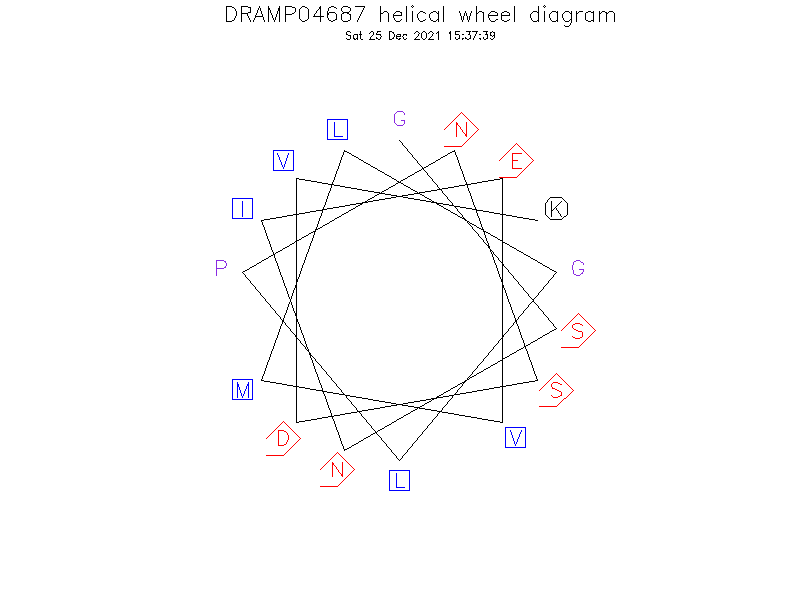 DRAMP04687 helical wheel diagram
Sat 25 Dec 2021 15:37:39
G
L
N
V
E
I
K
P
G
S
M
S
D
V
N
L